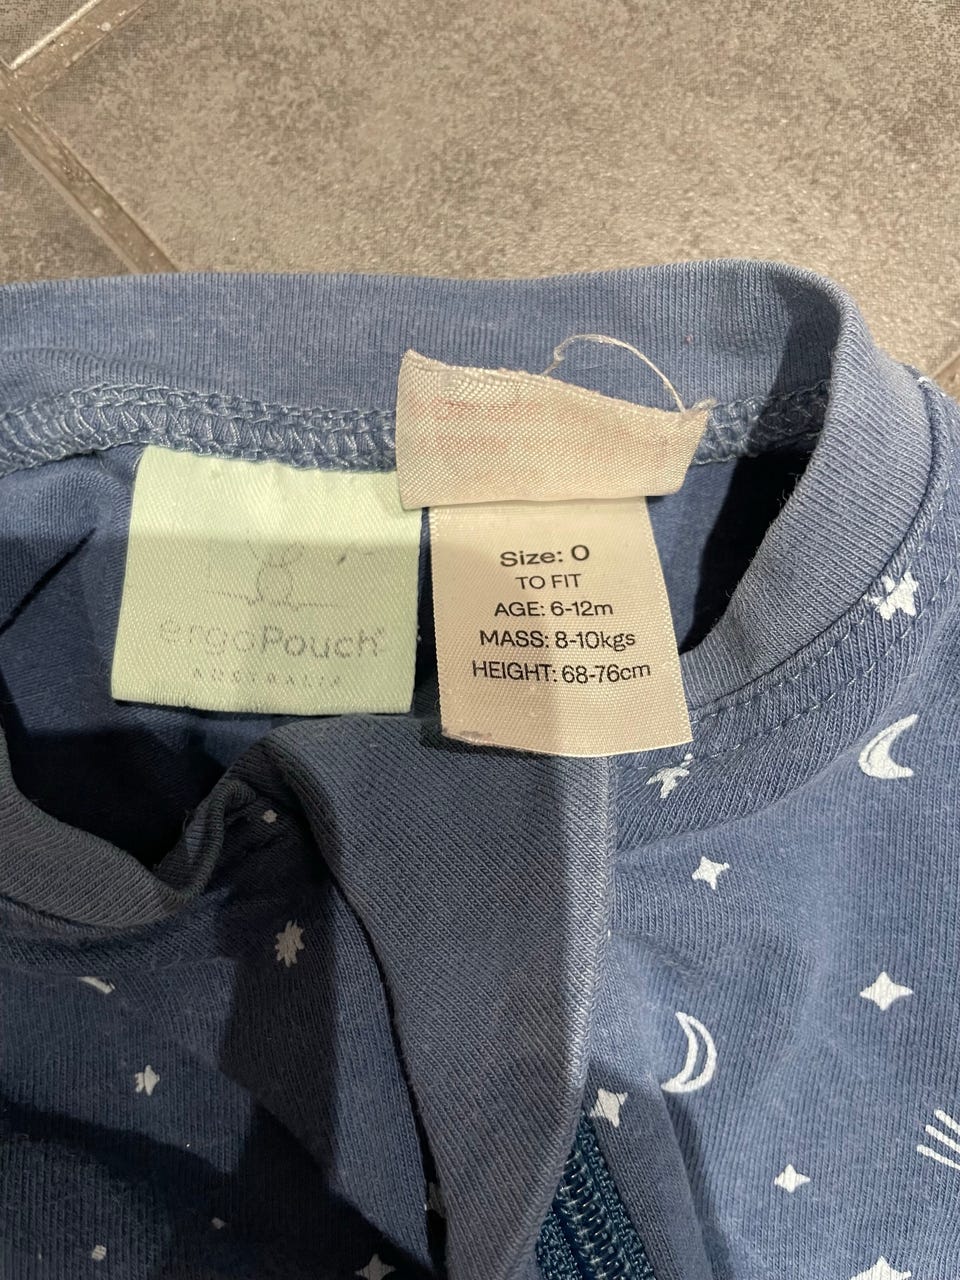 ergoPouch
AUSTRALIA
Size: 0
TO FIT
AGE: 6-12m
MASS: 8-10kgs
HEIGHT: 68-76cm